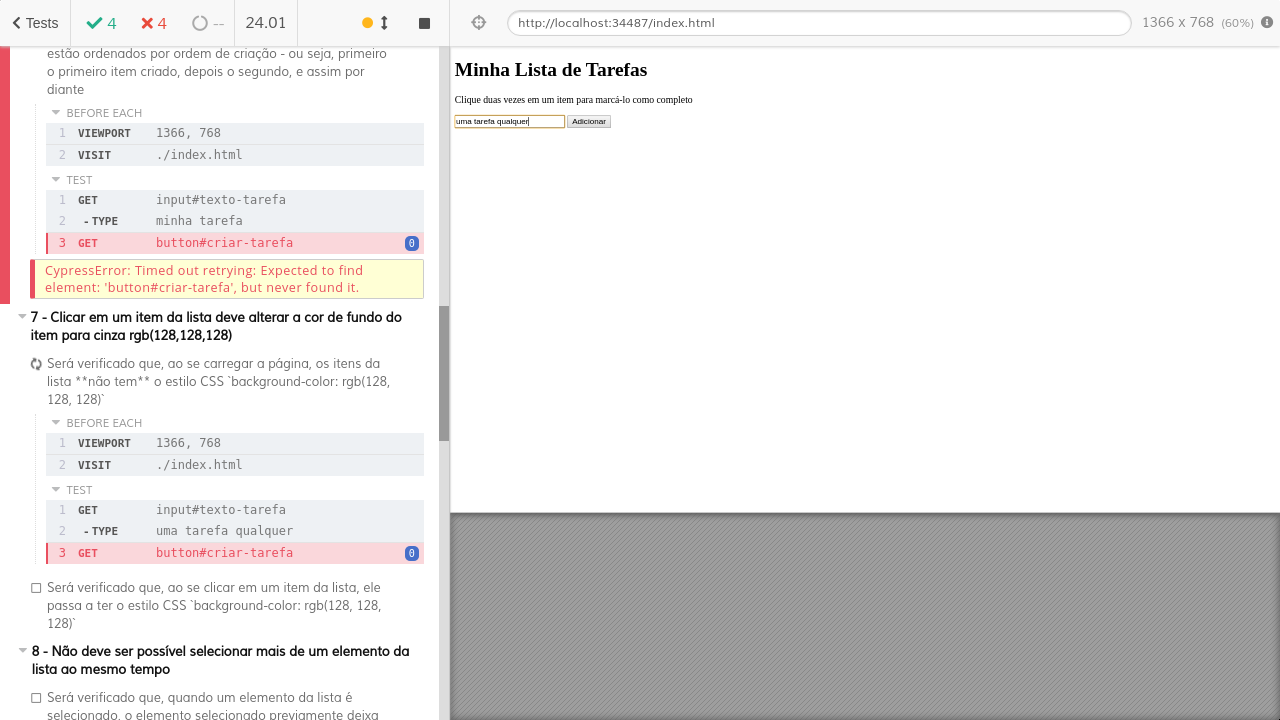 Tests
4
4
--
24.01
http://localhost:34487/index.html
1366 x 768 (60%)
estão ordenados por ordem de criação - ou seja, primeiro
o primeiro item criado, depois o segundo, e assim por
diante
BEFORE EACH
1 VIEWPORT 1366, 768
2 VISIT ./index.html
TEST
1 GET input#texto-tarefa
2 - TYPE minha tarefa
3 GET button#criar-tarefa 0
CypressError: Timed out retrying: Expected to find
element: 'button#criar-tarefa', but never found it.
7 - Clicar em um item da lista deve alterar a cor de fundo do
item para cinza rgb(128,128,128)
Será verificado que, ao se carregar a página, os itens da
lista **não tem** o estilo CSS `background-color: rgb(128,
128, 128)`
BEFORE EACH
1 VIEWPORT 1366, 768
2 VISIT ./index.html
TEST
1 GET input#texto-tarefa
2 - TYPE uma tarefa qualquer
3 GET button#criar-tarefa 0
Será verificado que, ao se clicar em um item da lista, ele
passa a ter o estilo CSS `background-color: rgb(128, 128,
128)`
8 - Não deve ser possível selecionar mais de um elemento da
lista ao mesmo tempo
Será verificado que, quando um elemento da lista é
selecionado, o elemento selecionado previamente deixa
Minha Lista de Tarefas
Clique duas vezes em um item para marcá-lo como completo
uma tarefa qualquer
Adicionar